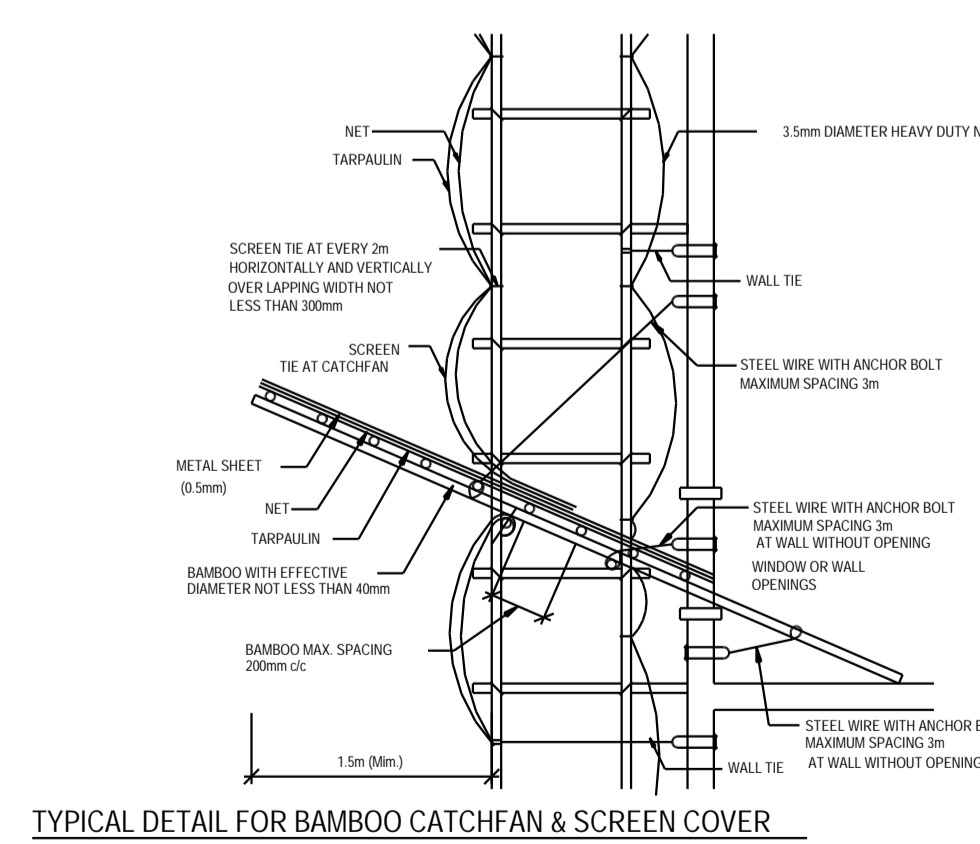 NET
TARPAULIN
3.5mm DIAMETER HEAVY DUTY N
SCREEN TIE AT EVERY 2m
HORIZONTALLY AND VERTICALLY
OVER LAPPING WIDTH NOT
LESS THAN 300mm
WALL TIE
SCREEN
TIE AT CATCHFAN
STEEL WIRE WITH ANCHOR BOLT
MAXIMUM SPACING 3m
METAL SHEET
(0.5mm)
NET
TARPAULIN
BAMBOO WITH EFFECTIVE
DIAMETER NOT LESS THAN 40mm
STEEL WIRE WITH ANCHOR BOLT
MAXIMUM SPACING 3m
AT WALL WITHOUT OPENING
WINDOW OR WALL
OPENINGS
BAMBOO MAX. SPACING
200mm c/c
STEEL WIRE WITH ANCHOR B
MAXIMUM SPACING 3m
AT WALL WITHOUT OPENING
WALL TIE
1.5m (Mim.)
TYPICAL DETAIL FOR BAMBOO CATCHFAN & SCREEN COVER